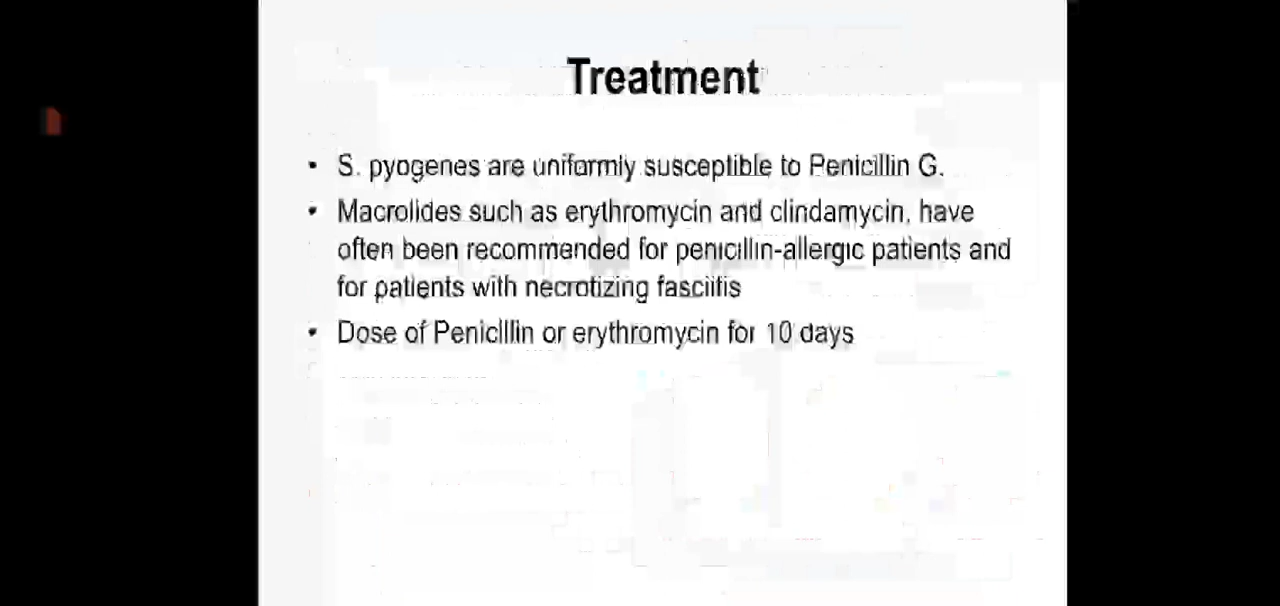 Treatment
• S. pyogenes are uniformly susceptible to Penicillin G.
• Macrolides such as erythromycin and clindamycin, have
often been recommended for penicillin-allergic patients and
for patients with necrotizing fasciitis
• Dose of Penicillin or erythromycin for 10 days